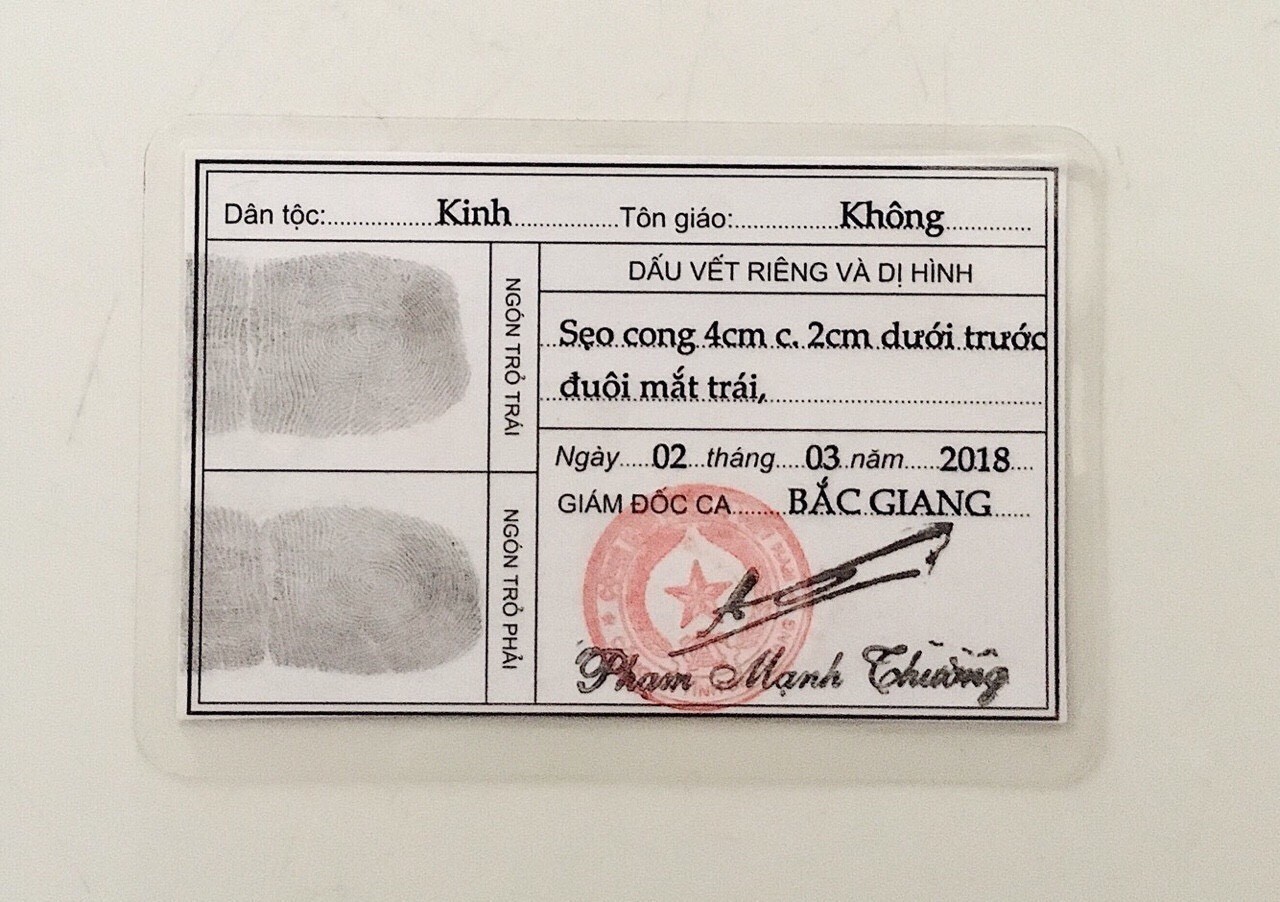 Dân tộc:................Kinh................Tôn giáo:................Không............
DẤU VẾT RIÊNG VÀ DỊ HÌNH
Sẹo cong 4cm c. 2cm dưới trước
đuôi mắt trái,
Ngày.....02...tháng....03..năm.....2018....
GIÁM ĐỐC CA........BẮC GIANG.....
Phạm Mạnh Thường
NGÓN TRỎ TRÁI
NGÓN TRỎ PHẢI